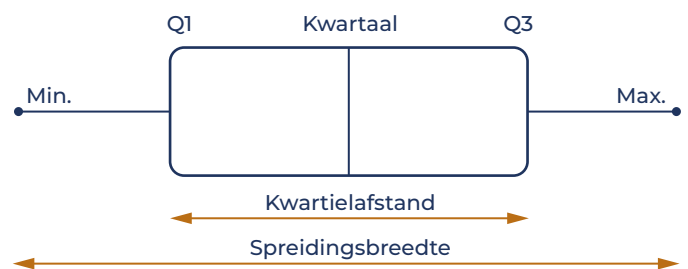 Q1 Kwartaal Q3
Min. Max.
Kwartielafstand
Spreidingsbreedte